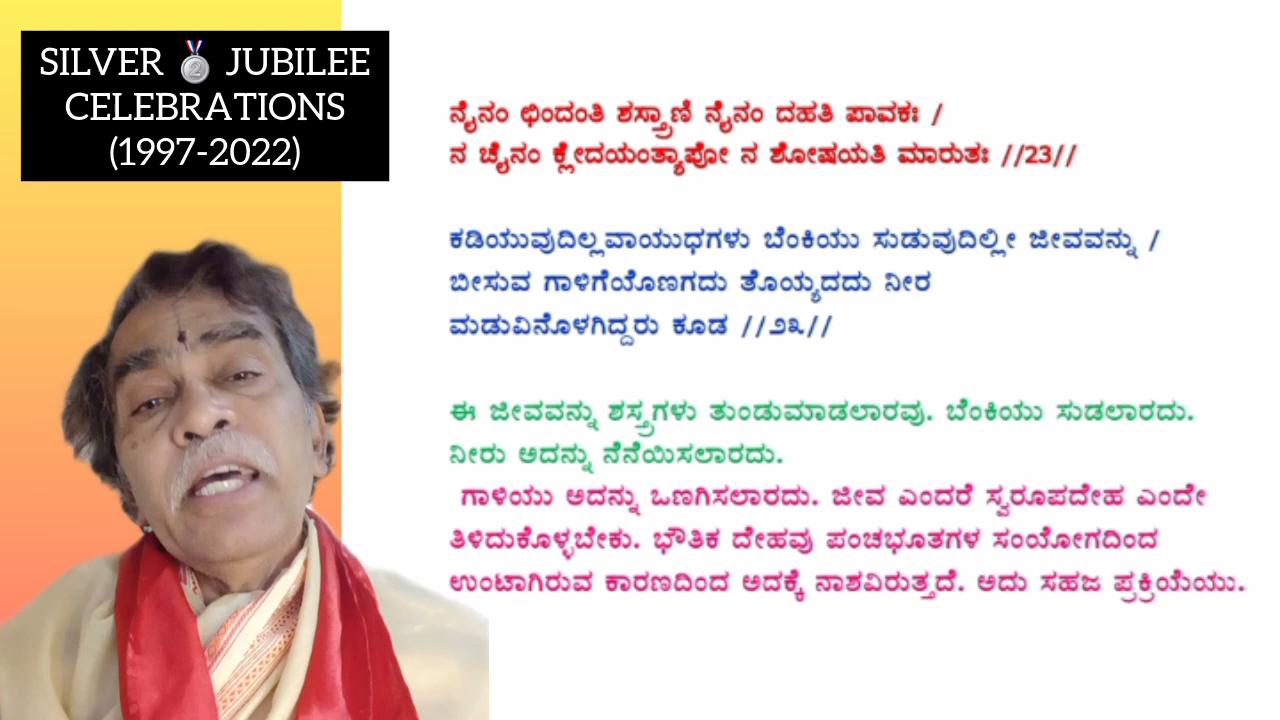 SILVER 🥈 JUBILEE
CELEBRATIONS
(1997-2022)
ನೈನಂ ಛಿಂದಂತಿ ಶಸ್ತ್ರಾಣಿ ನೈನಂ ದಹತಿ ಪಾವಕಃ /
ನ ಚೈನಂ ಕ್ಲೇದಯಂತ್ಯಾಪೋ ನ ಶೋಷಯತಿ ಮಾರುತಃ //23//
ಕಡಿಯುವುದಿಲ್ಲವಾಯುಧಗಳು ಬೆಂಕಿಯು ಸುಡುವುದಿಲ್ಲೀ ಜೀವವನ್ನು /
ಬೀಸುವ ಗಾಳಿಗೆಯೊಣಗದು ತೊಯ್ಯದದು ನೀರ
ಮಡುವಿನೊಳಗಿದ್ದರು ಕೂಡ //೨೩//
ಈ ಜೀವವನ್ನು ಶಸ್ತ್ರಗಳು ತುಂಡುಮಾಡಲಾರವು. ಬೆಂಕಿಯು ಸುಡಲಾರದು.
ನೀರು ಅದನ್ನು ನೆನೆಯಿಸಲಾರದು.
ಗಾಳಿಯು ಅದನ್ನು ಒಣಗಿಸಲಾರದು. ಜೀವ ಎಂದರೆ ಸ್ವರೂಪದೇಹ ಎಂದೇ
ತಿಳಿದುಕೊಳ್ಳಬೇಕು. ಭೌತಿಕ ದೇಹವು ಪಂಚಭೂತಗಳ ಸಂಯೋಗದಿಂದ
ಉಂಟಾಗಿರುವ ಕಾರಣದಿಂದ ಅದಕ್ಕೆ ನಾಶವಿರುತ್ತದೆ. ಅದು ಸಹಜ ಪ್ರಕ್ರಿಯೆಯು.